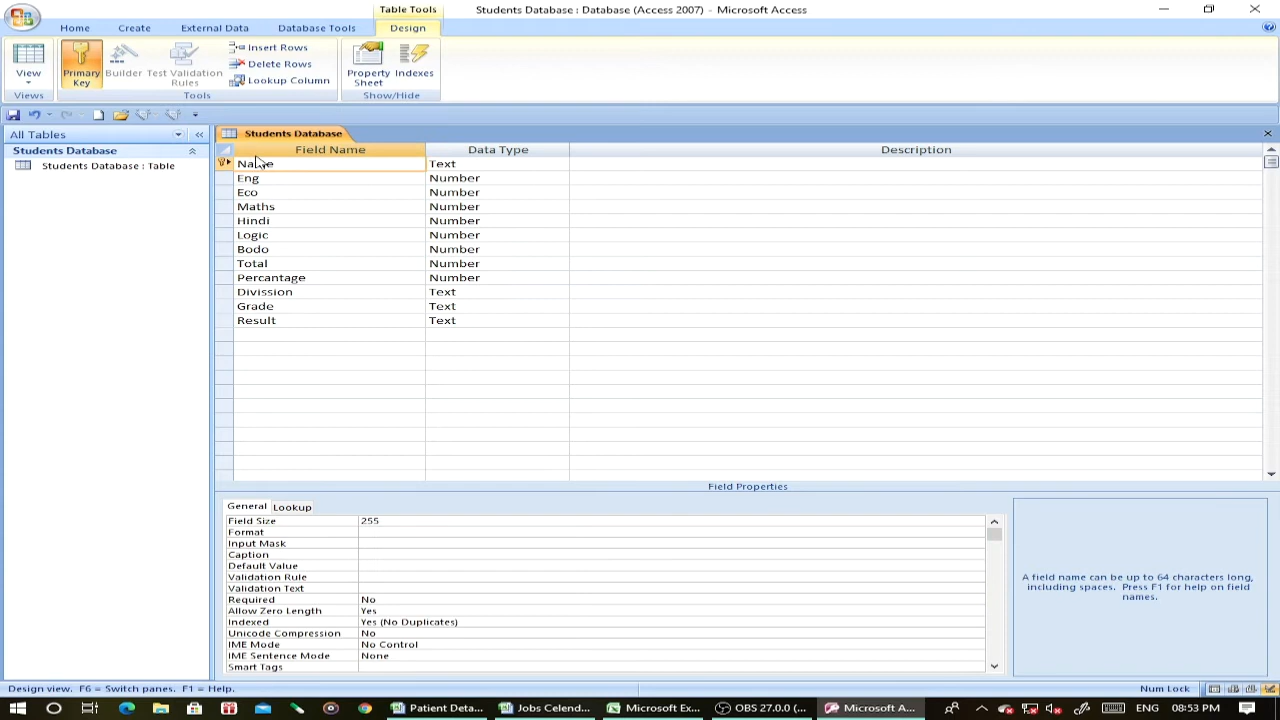 Table Tools
Students Database : Database (Access 2007) - Microsoft Access
Home Create External Data Database Tools Design
View
Primary Key
Builder
Test Validation Rules
Insert Rows
Delete Rows
Lookup Column
Property Sheet
Indexes
Views Tools Show/Hide
All Tables
Students Database
Students Database : Table
Students Database
Field Name Data Type Description
Name Text
Eng Number
Eco Number
Maths Number
Hindi Number
Logic Number
Bodo Number
Total Number
Percantage Number
Divission Text
Grade Text
Result Text
Field Properties
General Lookup
Field Size 255
Format
Input Mask
Caption
Default Value
Validation Rule
Validation Text
Required No
Allow Zero Length Yes
Indexed Yes (No Duplicates)
Unicode Compression No
IME Mode No Control
IME Sentence Mode None
Smart Tags
A field name can be up to 64 characters long,
including spaces. Press F1 for help on field
names.
Design view. F6 = Switch panes. F1 = Help. Num Lock
Patient Deta... Jobs Celend... Microsoft Ex... OBS 27.0.0 (... Microsoft A... ENG 08:53 PM